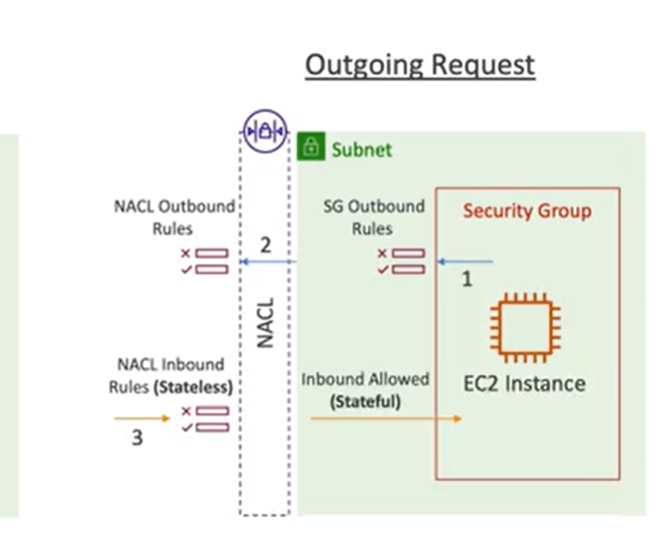 Outgoing Request
Subnet
NACL Outbound
Rules
2
SG Outbound
Rules
Security Group
1
NACL
NACL Inbound
Rules (Stateless)
3
Inbound Allowed
(Stateful)
EC2 Instance